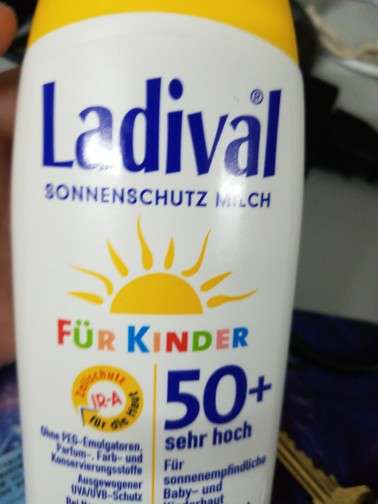 Ladival®
SONNENSCHUTZ MILCH
FÜR KINDER
Zellschutz
IR-A
für die Haut
50+
sehr hoch
Ohne PEG-Emulgatoren,
Parfum-, Farb- und
Konservierungsstoffe
Ausgewogener
UVA/UVB-Schutz
Für
sonnenempfindliche
Baby- und
Kinderhaut